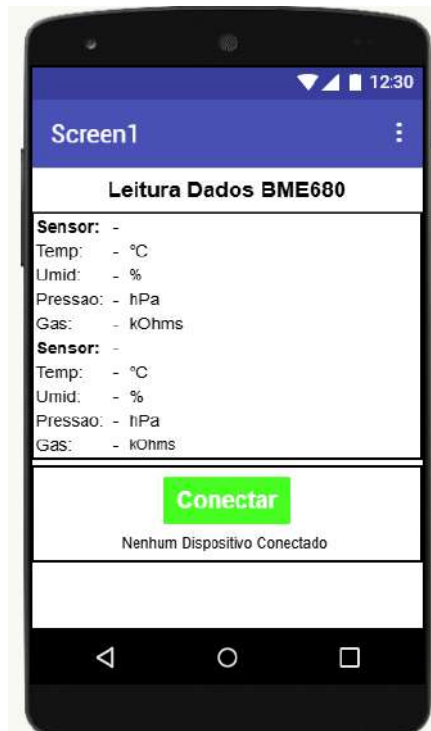 12:30
Screen1
Leitura Dados BME680
Sensor: -
Temp: - °C
Umid: - %
Pressao: - hPa
Gas: - kOhms
Sensor: -
Temp: - °C
Umid: - %
Pressao: - hPa
Gas: - kOhms
Conectar
Nenhum Dispositivo Conectado